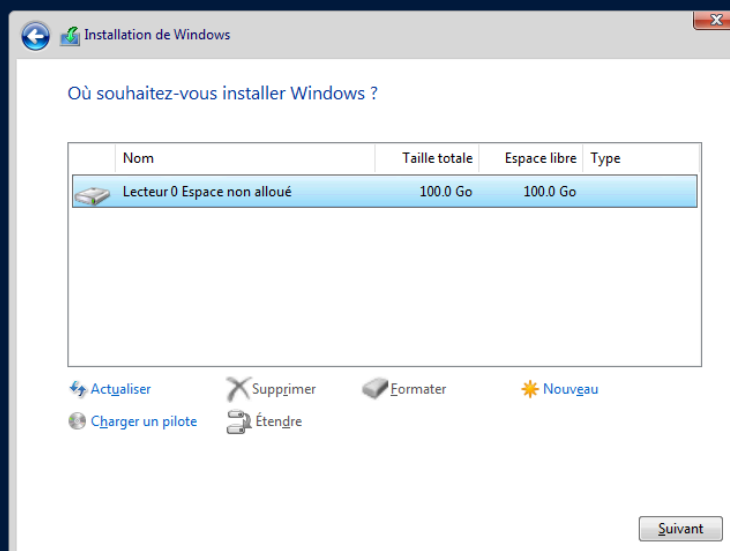 Installation de Windows
Où souhaitez-vous installer Windows ?
Nom Taille totale Espace libre Type
Lecteur 0 Espace non alloué 100.0 Go 100.0 Go
Actualiser Supprimer Formater Nouveau
Charger un pilote Étendre
Suivant